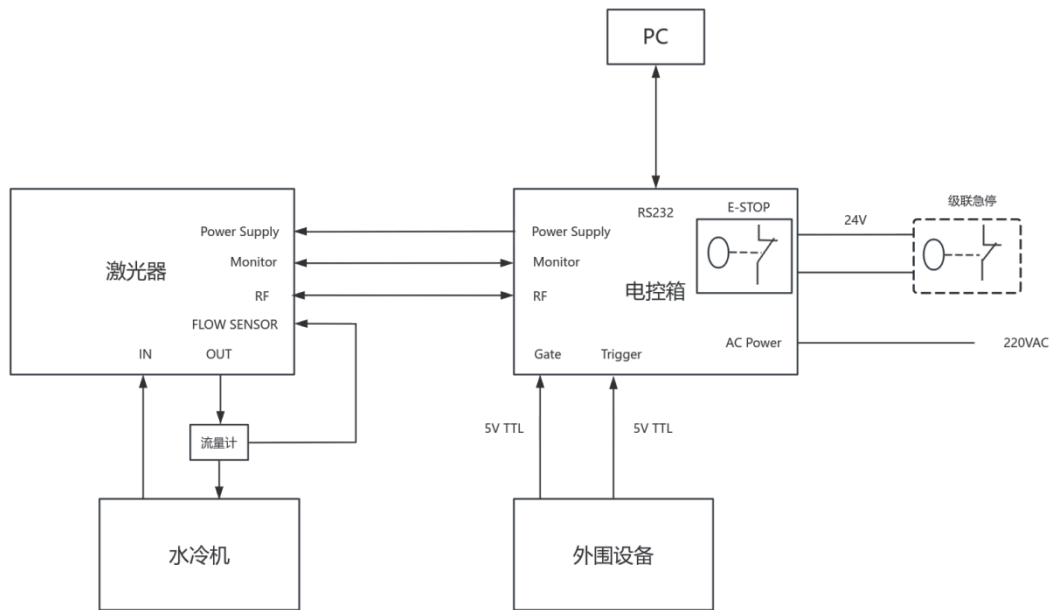 PC
RS232
E-STOP
24V
级联急停
Power Supply
Power Supply
激光器
Monitor
Monitor
电控箱
RF
RF
FLOW SENSOR
AC Power
220VAC
IN
OUT
Gate
Trigger
5V TTL
5V TTL
流量计
水冷机
外围设备